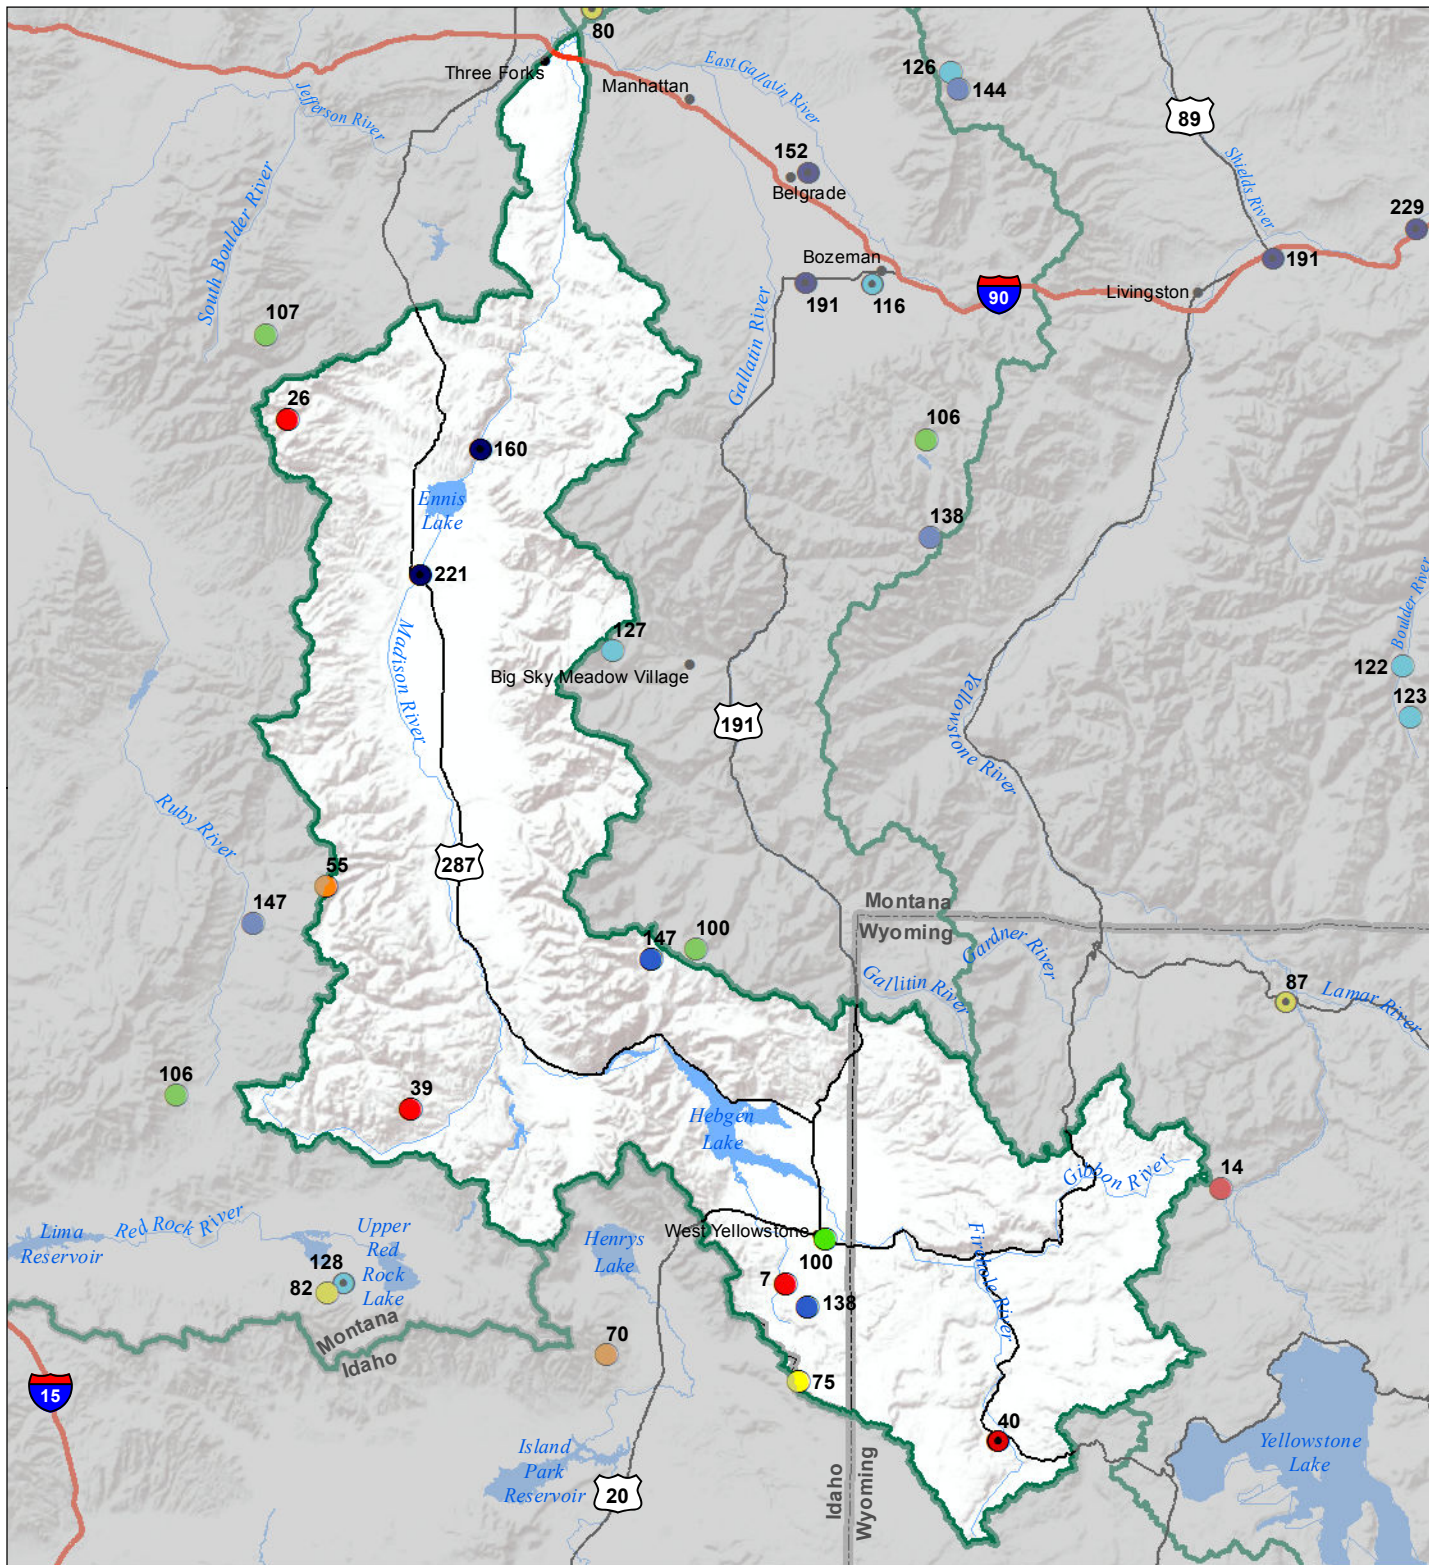 80
Three Forks
Manhattan
East Gallatin River
126
144
89
Jefferson River
152
Belgrade
Shields River
South Boulder River
229
Bozeman
191
90
191
116
Livingston
107
Gallatin River
26
106
160
Ennis
Lake
138
221
Boulder River
127
Madison River
122
Big Sky Meadow Village
123
191
Yellowstone River
Ruby River
287
55
Montana
Wyoming
147
100
147
Gardner River
Gallitin River
87
Lamar River
106
39
Hebgen
Lake
14
Gibbon River
Lima
Reservoir
Red Rock River
Upper
Red
Rock
Lake
Henrys
Lake
West Yellowstone
Firehole River
100
128
82
7
138
Montana
Idaho
70
75
15
40
Island
Park
Reservoir
20
Idaho
Wyoming
Yellowstone
Lake